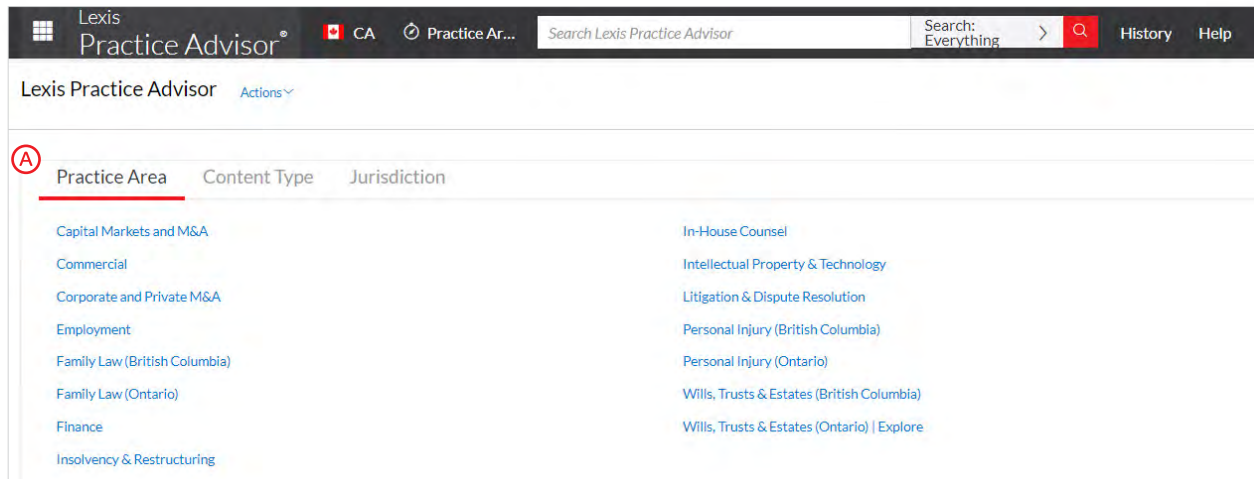 Lexis
Practice Advisor®
CA
Practice Ar...
Search Lexis Practice Advisor
Search:
Everything
History
Help
Lexis Practice Advisor
Actions
A
Practice Area
Content Type
Jurisdiction
Capital Markets and M&A
Commercial
Corporate and Private M&A
Employment
Family Law (British Columbia)
Family Law (Ontario)
Finance
Insolvency & Restructuring
In-House Counsel
Intellectual Property & Technology
Litigation & Dispute Resolution
Personal Injury (British Columbia)
Personal Injury (Ontario)
Wills, Trusts & Estates (British Columbia)
Wills, Trusts & Estates (Ontario) | Explore